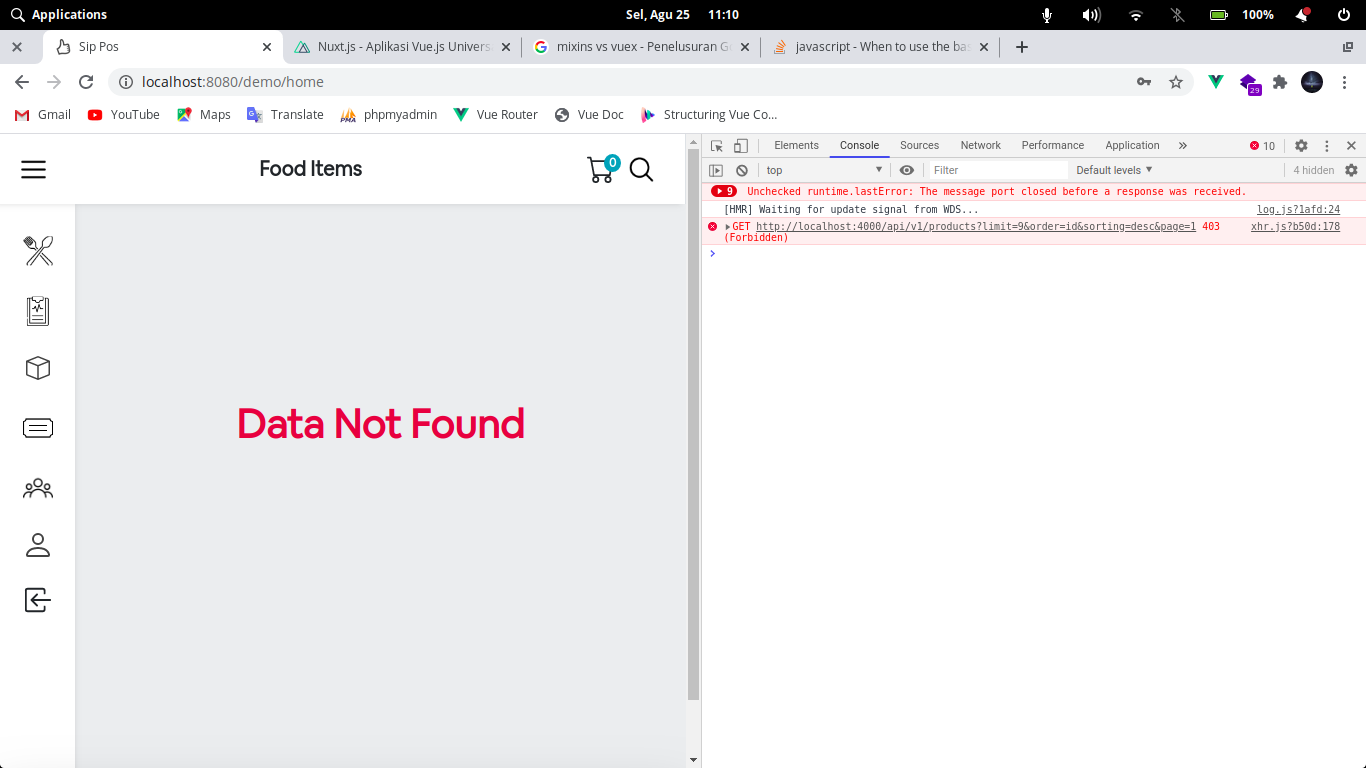 Applications
Sel, Agu 25 11:10
100%
Sip Pos
Nuxt.js - Aplikasi Vue.js Univers
mixins vs vuex - Penelusuran G
javascript - When to use the ba
localhost:8080/demo/home
29
Gmail
YouTube
Maps
Translate
phpmyadmin
Vue Router
Vue Doc
Structuring Vue Co...
Food Items
0
Data Not Found
Elements
Console
Sources
Network
Performance
Application
»
10
top
Filter
Default levels
4 hidden
9 Unchecked runtime.lastError: The message port closed before a response was received.
[HMR] Waiting for update signal from WDS... log.js?1afd:24
GET http://localhost:4000/api/v1/products?limit=9&order=id&sorting=desc&page=1 403 xhr.js?b50d:178
(Forbidden)